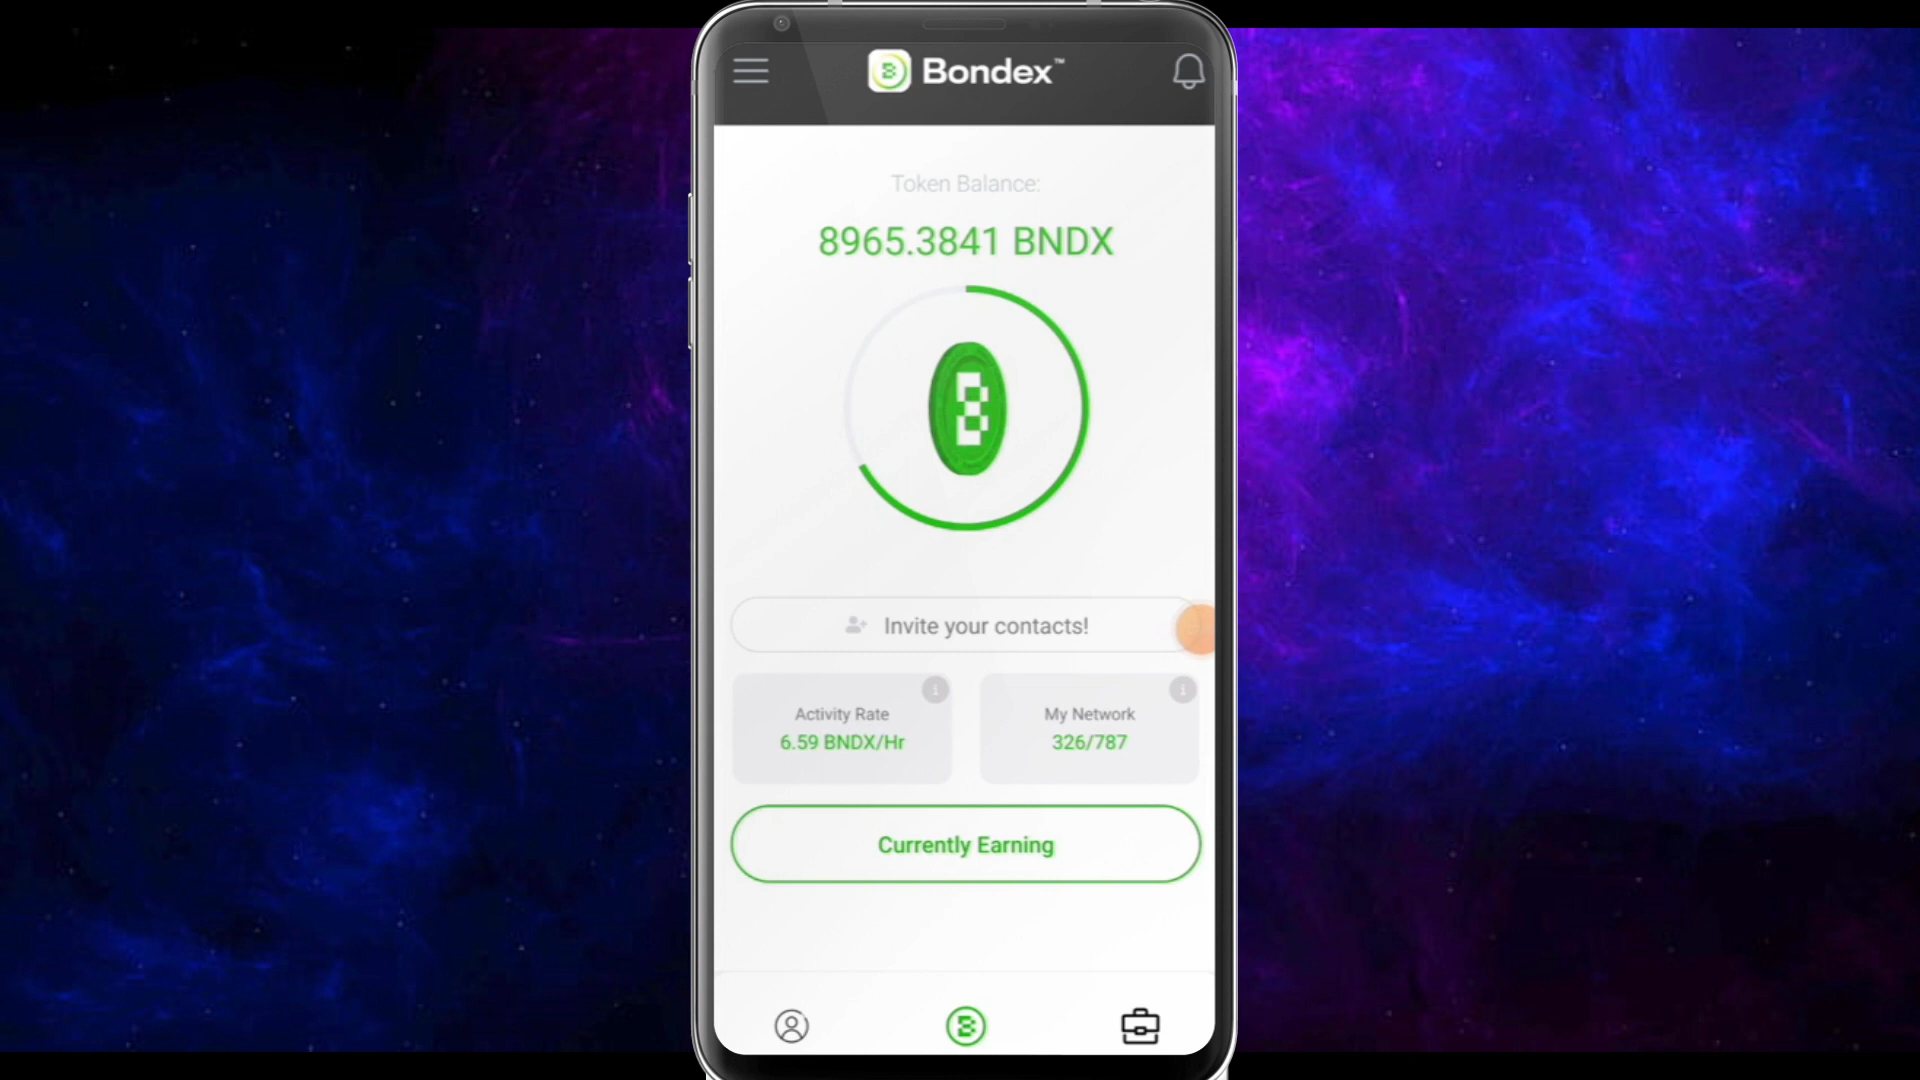 Bondex™
Token Balance:
8965.3841 BNDX
Invite your contacts!
Activity Rate
6.59 BNDX/Hr
My Network
326/787
Currently Earning